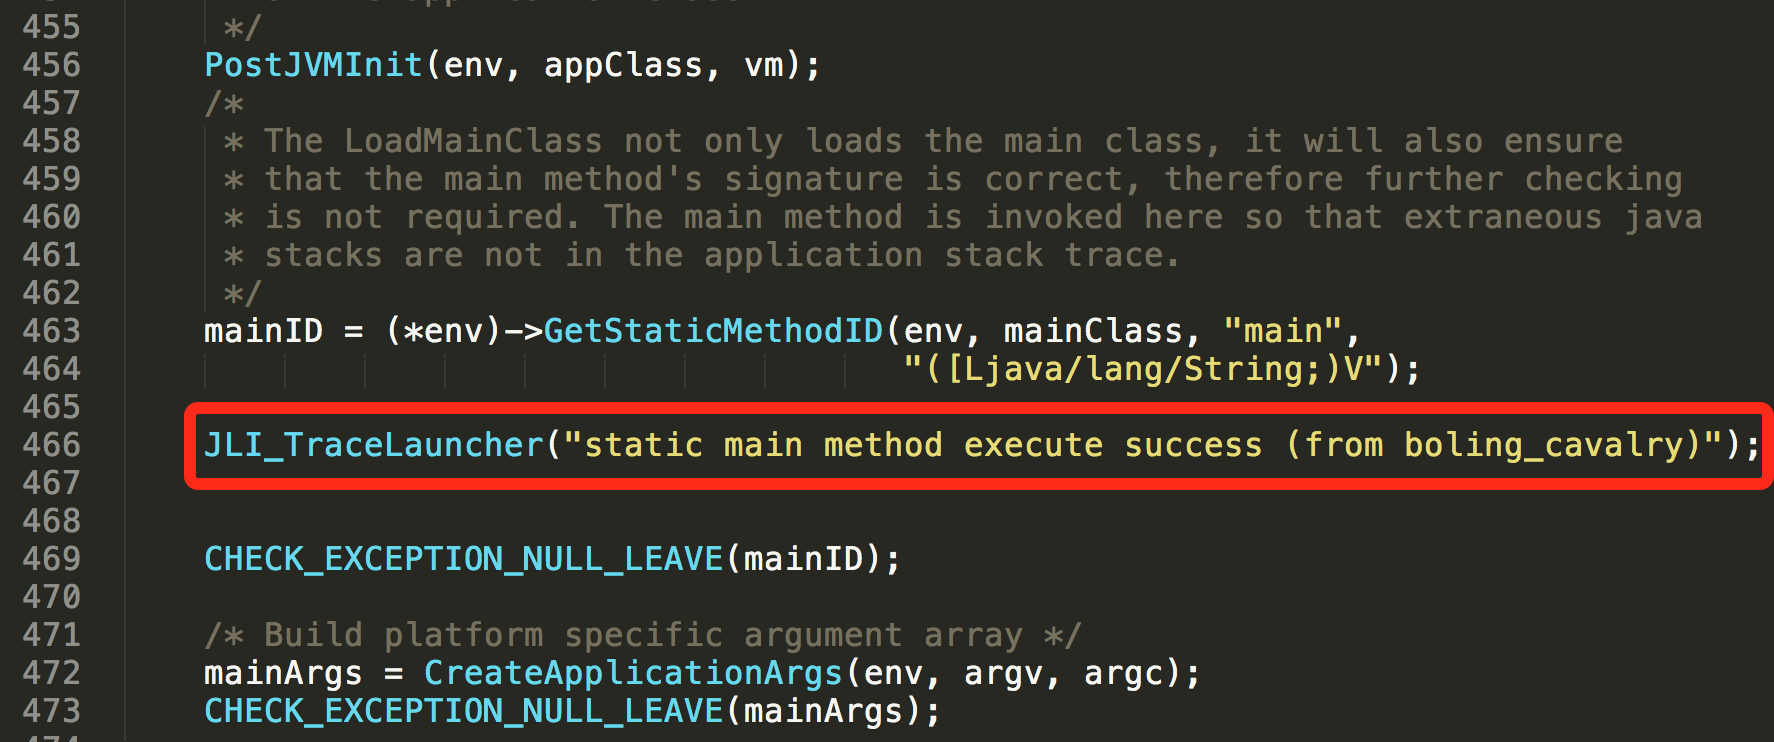 455 */
456 PostJVMInit(env, appClass, vm);
457 /*
458 * The LoadMainClass not only loads the main class, it will also ensure
459 * that the main method's signature is correct, therefore further checking
460 * is not required. The main method is invoked here so that extraneous java
461 * stacks are not in the application stack trace.
462 */
463 mainID = (*env)->GetStaticMethodID(env, mainClass, "main",
464 "([Ljava/lang/String;)V");
465
466 JLI_TraceLauncher("static main method execute success (from boling_cavalry)");
467
468
469 CHECK_EXCEPTION_NULL_LEAVE(mainID);
470
471 /* Build platform specific argument array */
472 mainArgs = CreateApplicationArgs(env, argv, argc);
473 CHECK_EXCEPTION_NULL_LEAVE(mainArgs);